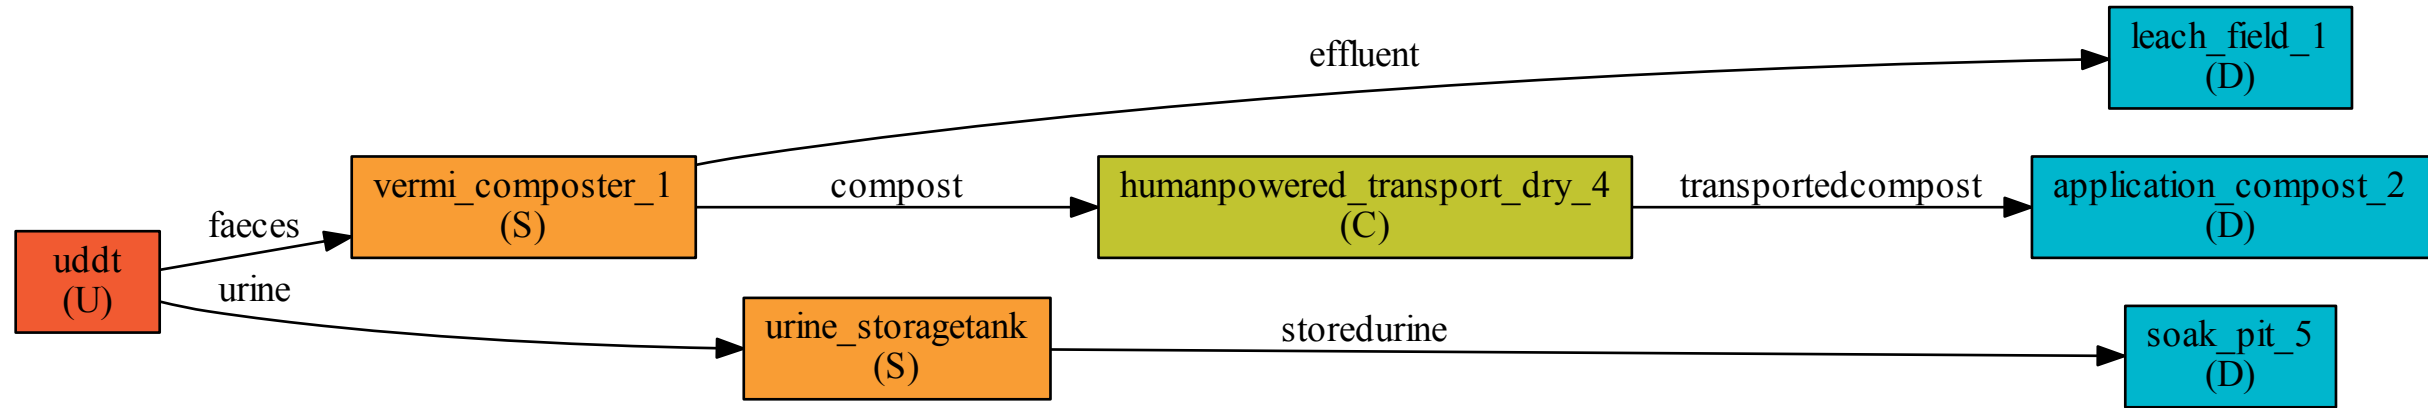 uddt
(U)
faeces
urine
vermi_composter_1
(S)
urine_storagetank
(S)
effluent
compost
storedurine
humanpowered_transport_dry_4
(C)
transportedcompost
leach_field_1
(D)
application_compost_2
(D)
soak_pit_5
(D)